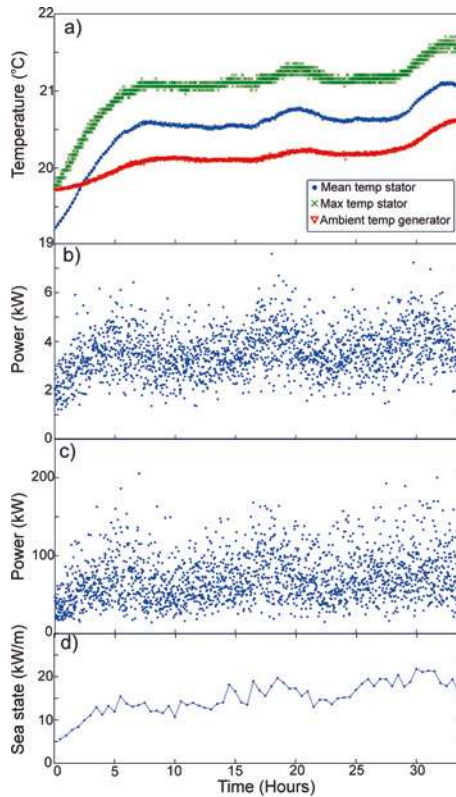 22
a)
21
20
19
Temperature (°C)
Mean temp stator
Max temp stator
Ambient temp generator
b)
6
4
2
0
Power (kW)
c)
200
100
0
Power (kW)
d)
20
10
0
Sea state (kW/m)
0 5 10 15 20 25 30
Time (Hours)